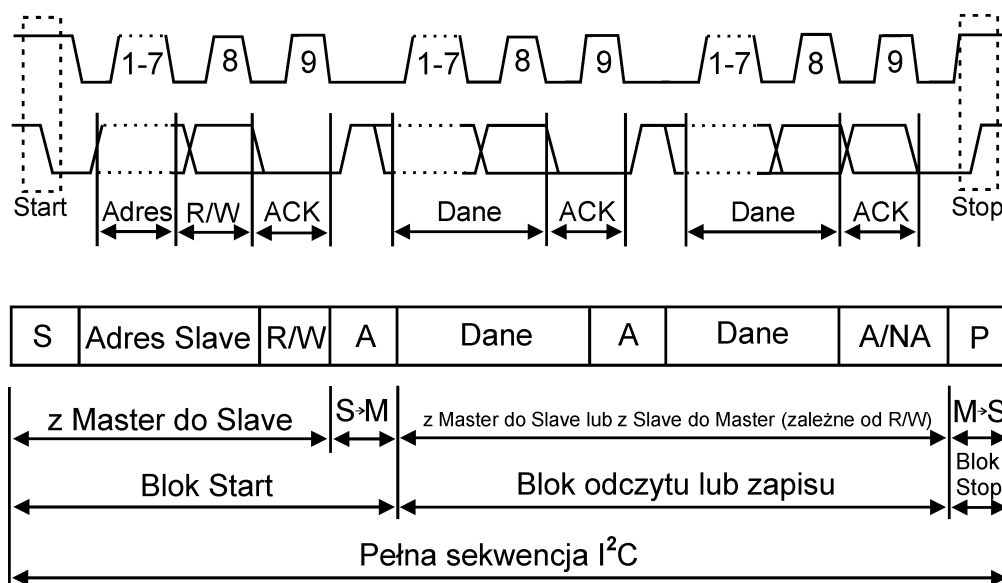 1-7 8 9 1-7 8 9 1-7 8 9
Start Adres R/W ACK Dane ACK Dane ACK Stop
S Adres Slave R/W A Dane A Dane A/NA P
z Master do Slave S→M z Master do Slave lub z Slave do Master (zależne od R/W) M→S
Blok Start Blok odczytu lub zapisu Blok
Stop
Pełna sekwencja I²C